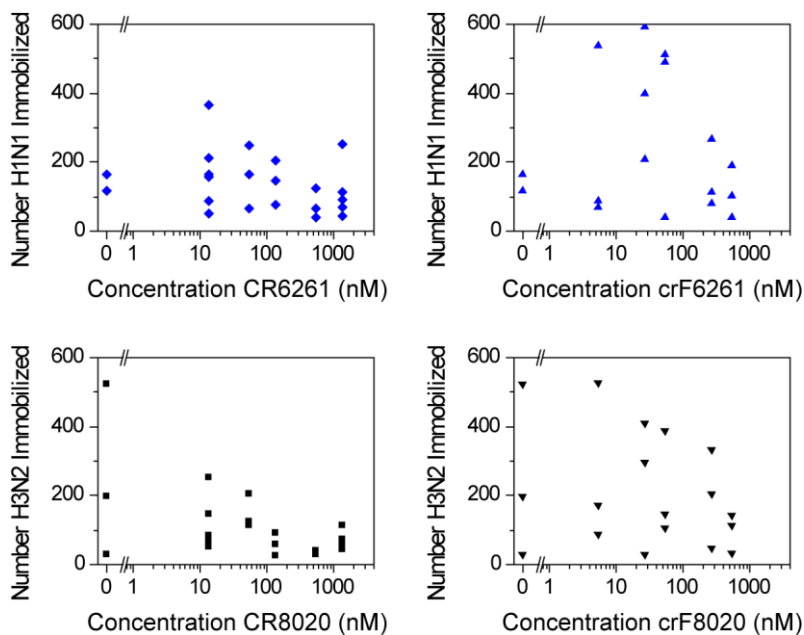 600
400
200
0
Number H1N1 Immobilized
0 1 10 100 1000
Concentration CR6261 (nM)
600
400
200
0
Number H1N1 Immobilized
0 1 10 100 1000
Concentration crF6261 (nM)
600
400
200
0
Number H3N2 Immobilized
0 1 10 100 1000
Concentration CR8020 (nM)
600
400
200
0
Number H3N2 Immobilized
0 1 10 100 1000
Concentration crF8020 (nM)